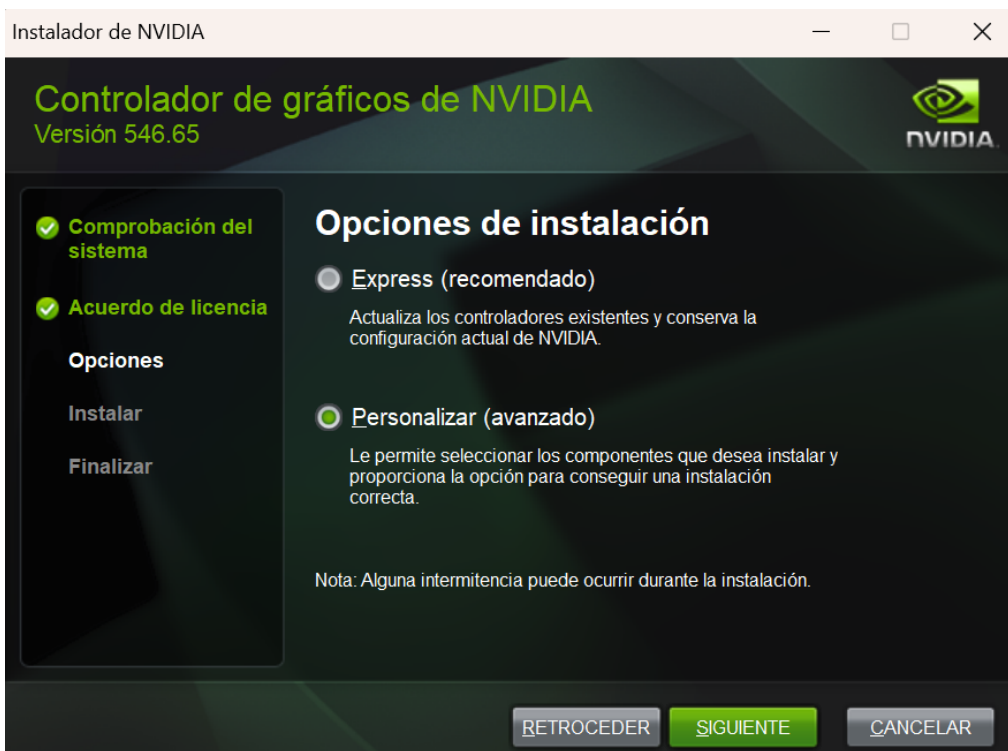 Instalador de NVIDIA
Controlador de gráficos de NVIDIA
Versión 546.65
NVIDIA.
Comprobación del
sistema
Acuerdo de licencia
Opciones
Instalar
Finalizar
Opciones de instalación
Express (recomendado)
Actualiza los controladores existentes y conserva la
configuración actual de NVIDIA.
Personalizar (avanzado)
Le permite seleccionar los componentes que desea instalar y
proporciona la opción para conseguir una instalación
correcta.
Nota: Alguna intermitencia puede ocurrir durante la instalación.
RETROCEDER
SIGUIENTE
CANCELAR